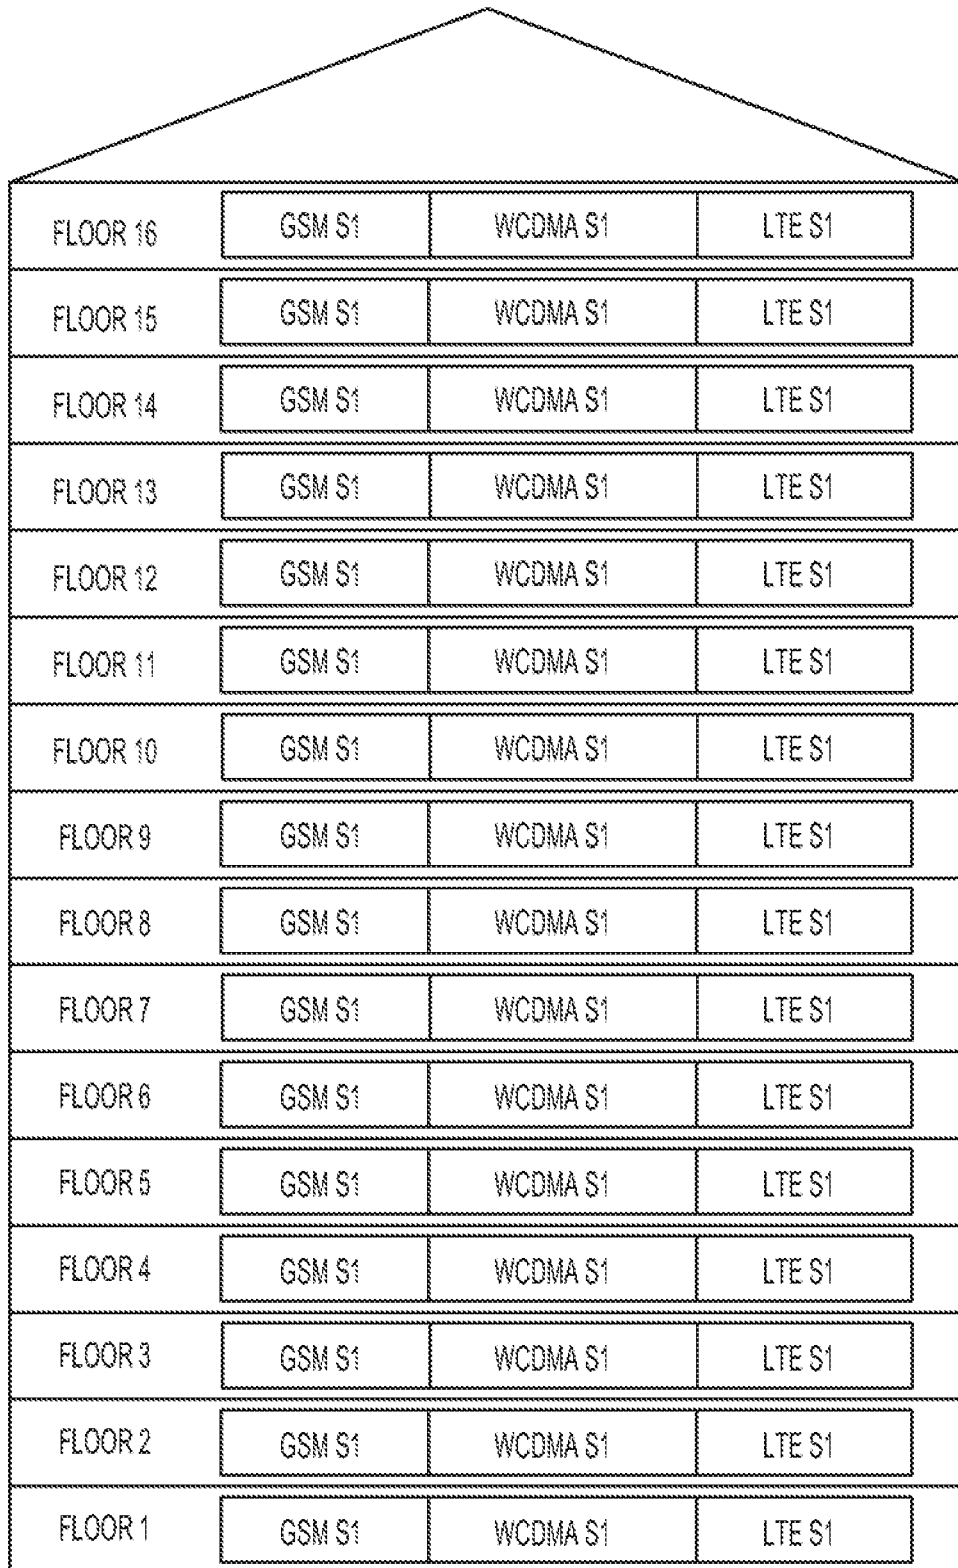 FLOOR 16 GSM S1 WCDMA S1 LTE S1
FLOOR 15 GSM S1 WCDMA S1 LTE S1
FLOOR 14 GSM S1 WCDMA S1 LTE S1
FLOOR 13 GSM S1 WCDMA S1 LTE S1
FLOOR 12 GSM S1 WCDMA S1 LTE S1
FLOOR 11 GSM S1 WCDMA S1 LTE S1
FLOOR 10 GSM S1 WCDMA S1 LTE S1
FLOOR 9 GSM S1 WCDMA S1 LTE S1
FLOOR 8 GSM S1 WCDMA S1 LTE S1
FLOOR 7 GSM S1 WCDMA S1 LTE S1
FLOOR 6 GSM S1 WCDMA S1 LTE S1
FLOOR 5 GSM S1 WCDMA S1 LTE S1
FLOOR 4 GSM S1 WCDMA S1 LTE S1
FLOOR 3 GSM S1 WCDMA S1 LTE S1
FLOOR 2 GSM S1 WCDMA S1 LTE S1
FLOOR 1 GSM S1 WCDMA S1 LTE S1